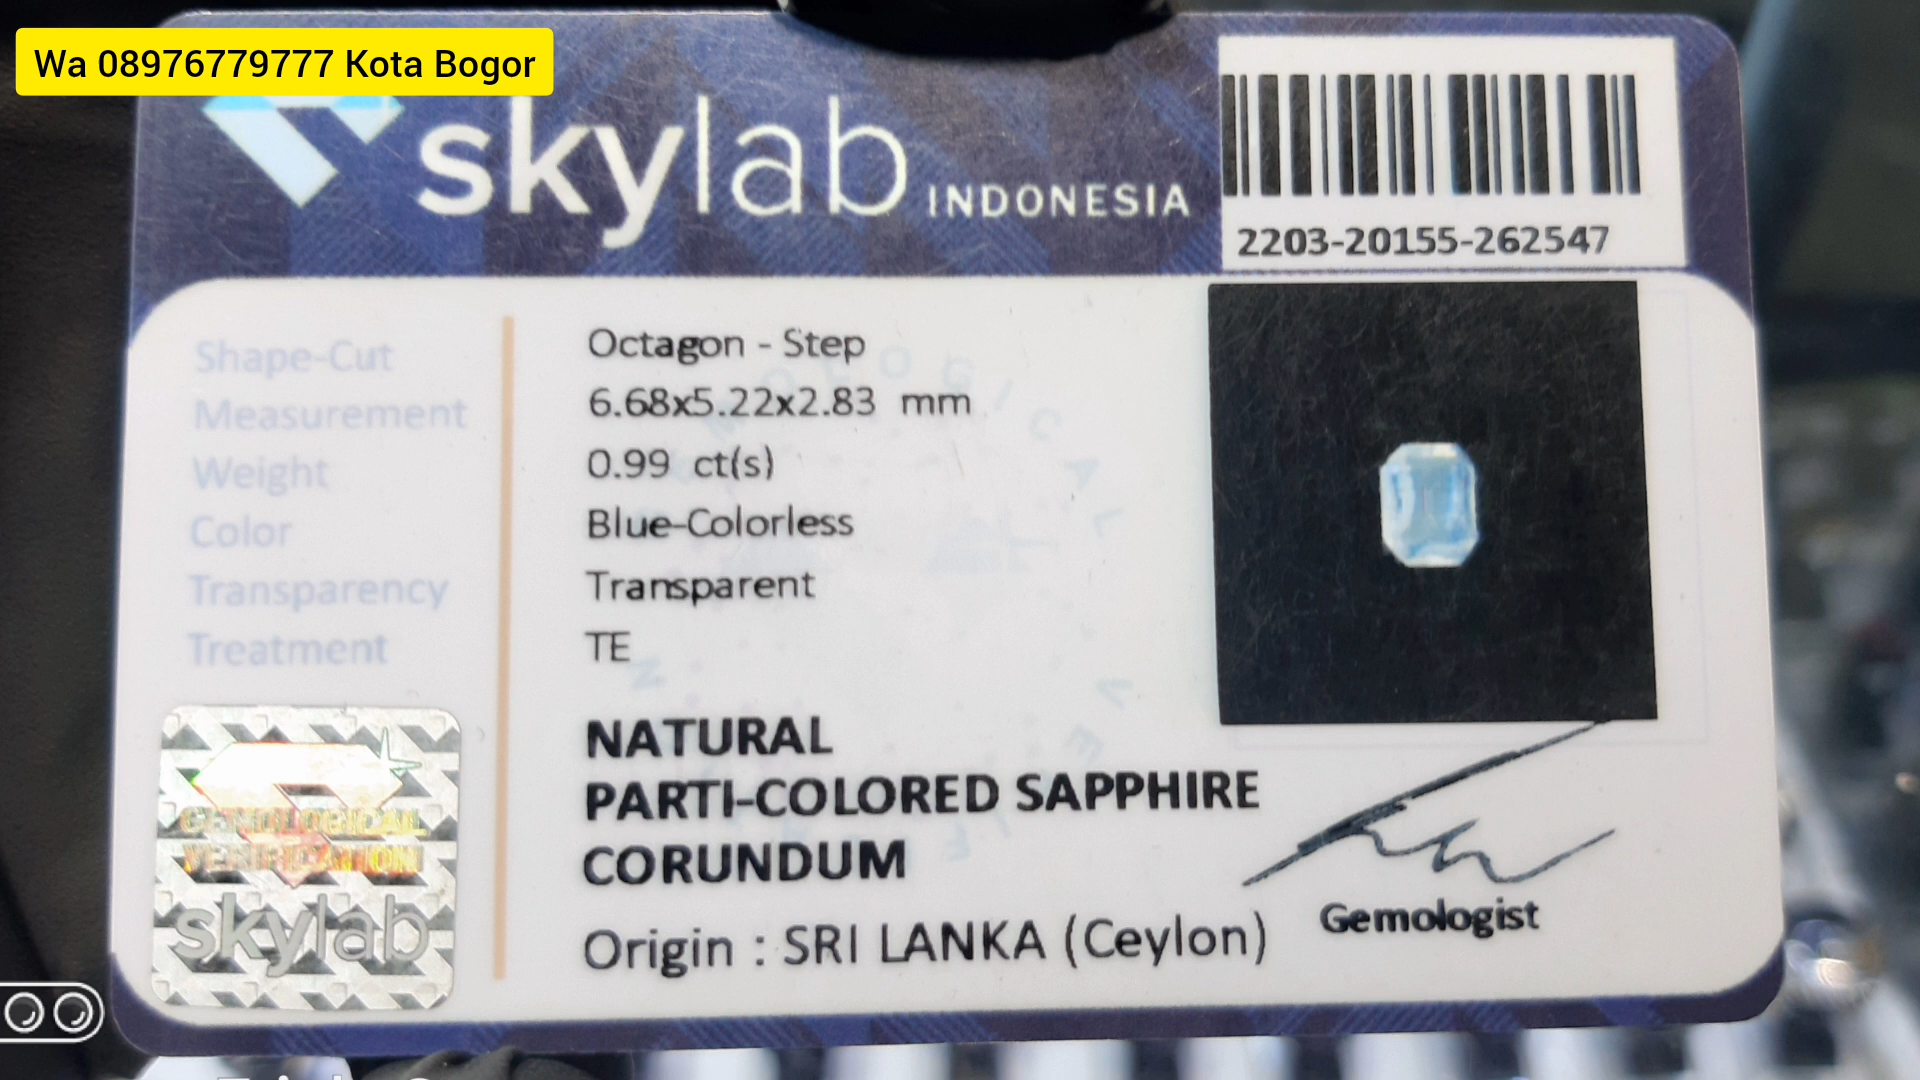 Wa 08976779777 Kota Bogor
skylab INDONESIA
2203-20155-262547
Shape-Cut Octagon - Step
Measurement 6.68x5.22x2.83 mm
Weight 0.99 ct(s)
Color Blue-Colorless
Transparency Transparent
Treatment TE
NATURAL
PARTI-COLORED SAPPHIRE
CORUNDUM
Origin : SRI LANKA (Ceylon)
Gemologist
GEMOLOGICAL
VERIFICATION
skylab